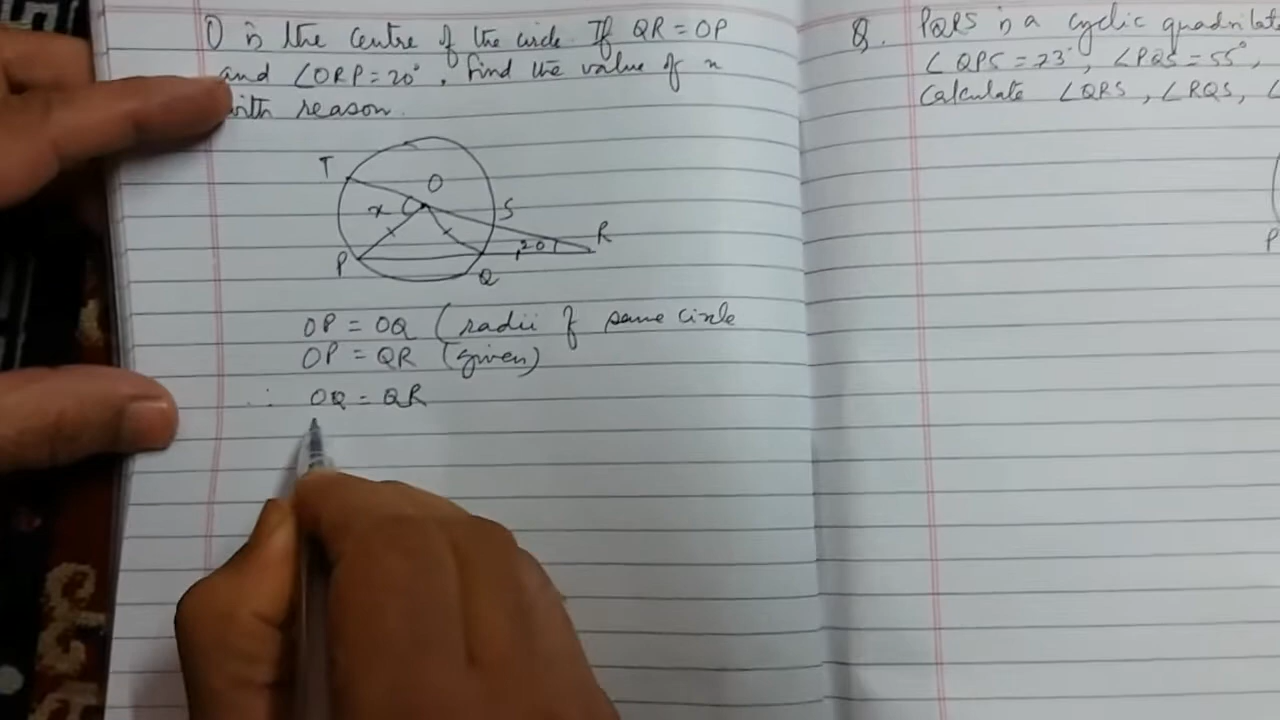 O is the centre of the circle. If QR = OP
and ∠ORP = 20°, find the value of x
with reason.
T
O
x
S
R
20
P
Q
OP = OQ (radii of same circle
OP = QR (given)
∴ OQ = QR
Q. PQRS is a cyclic quadrilat
∠QPS = 73°, ∠PQS = 55°,
Calculate ∠QRS, ∠RQS, ∠
P